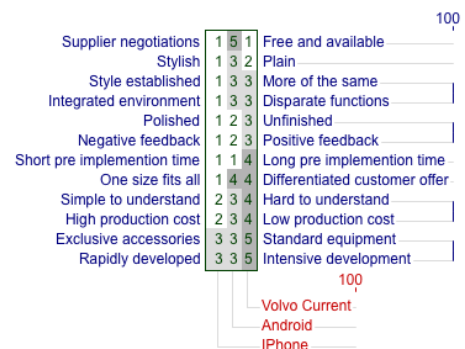 100
Supplier negotiations 1 5 1 Free and available
Stylish 1 3 2 Plain
Style established 1 3 3 More of the same
Integrated environment 1 3 3 Disparate functions
Polished 1 2 3 Unfinished
Negative feedback 1 2 3 Positive feedback
Short pre implemention time 1 1 4 Long pre implemention time
One size fits all 1 4 4 Differentiated customer offer
Simple to understand 2 3 4 Hard to understand
High production cost 2 3 4 Low production cost
Exclusive accessories 3 3 5 Standard equipment
Rapidly developed 3 3 5 Intensive development
100
Volvo Current
Android
IPhone